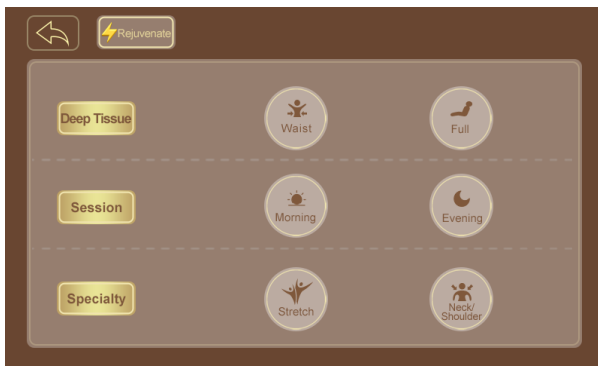 Rejuvenate
Deep Tissue
Waist
Full
Session
Morning
Evening
Specialty
Stretch
Neck/
Shoulder